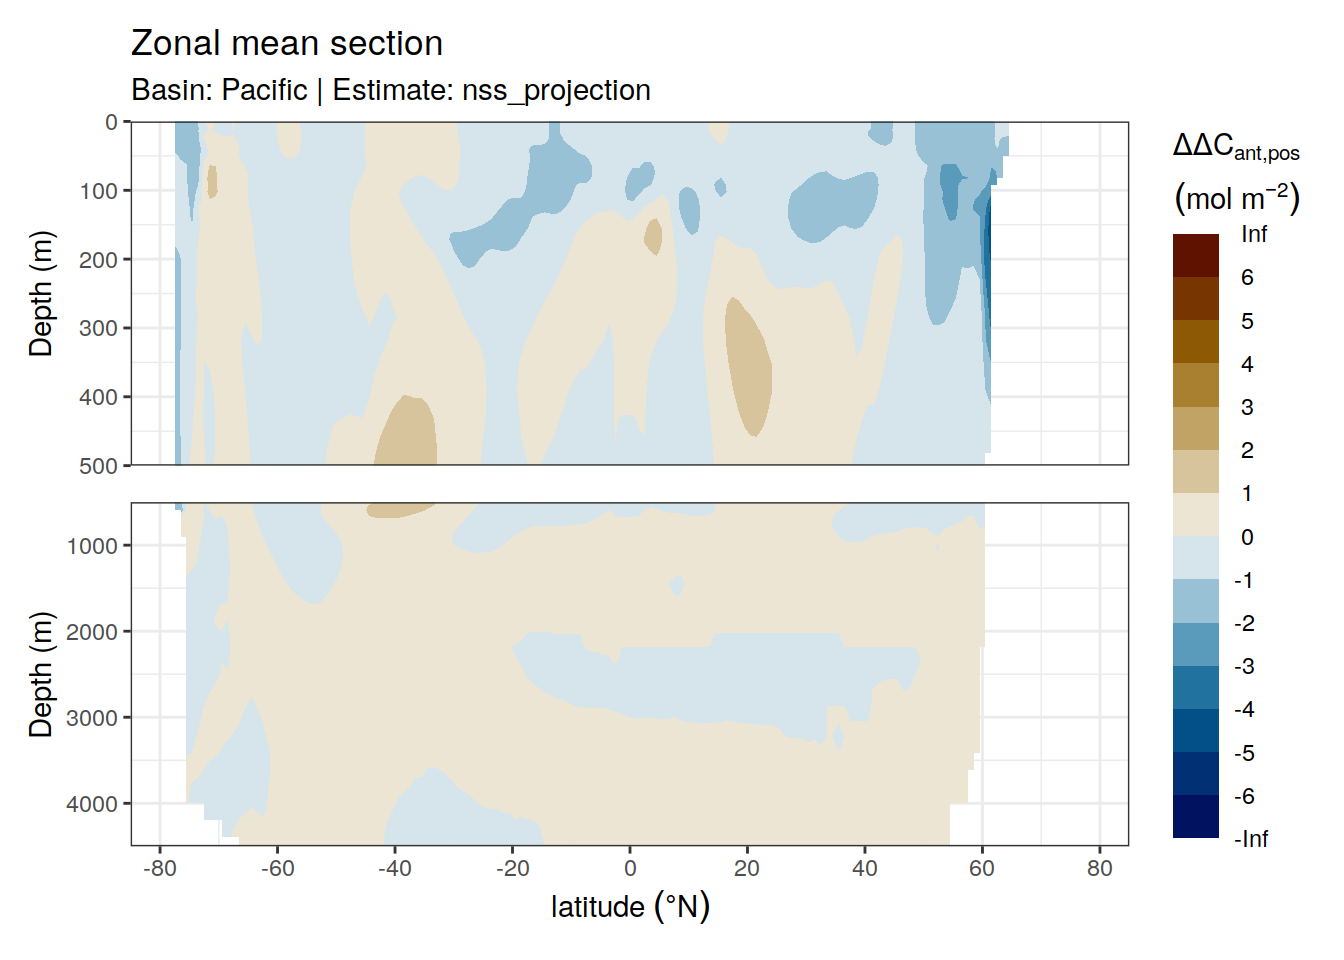 Zonal mean section
Basin: Pacific | Estimate: nss_projection
Depth (m)
0
100
200
300
400
500
Depth (m)
1000
2000
3000
4000
-80 -60 -40 -20 0 20 40 60 80
latitude (°N)
ΔΔC_ant,pos
(mol m⁻²)
Inf
6
5
4
3
2
1
0
-1
-2
-3
-4
-5
-6
-Inf